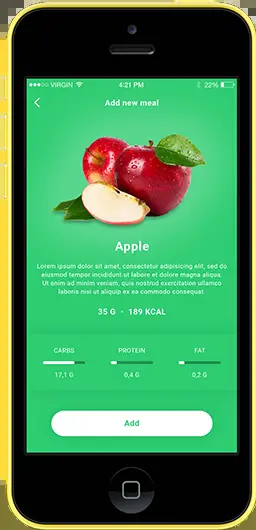 ●●●○○ VIRGIN 4:21 PM 22%
Add new meal
Apple
Lorem ipsum dolor sit amet, consectetur adipisicing elit, sed do
eiusmod tempor incididunt ut labore et dolore magna aliqua.
Ut enim ad minim veniam, quis nostrud exercitation ullamco
laboris nisi ut aliquip ex ea commodo consequat.
35 G - 189 KCAL
CARBS PROTEIN FAT
17,1 G 0,4 G 0,2 G
Add